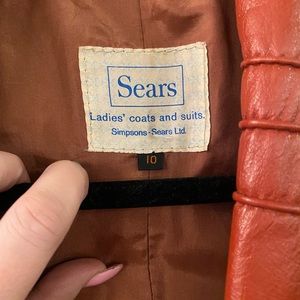 Sears
Ladies' coats and suits.
Simpsons-Sears Ltd.
10